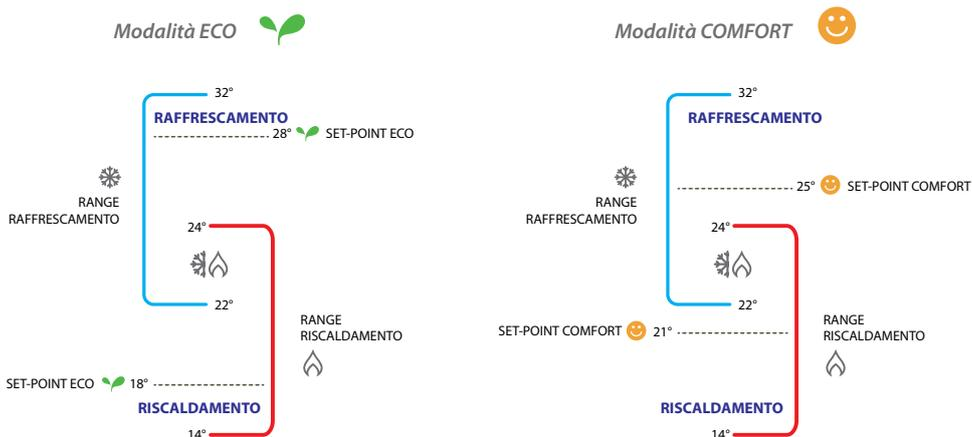 Modalità ECO
32°
RAFFRESCAMENTO
28° SET-POINT ECO
RANGE
RAFFRESCAMENTO
24°
22°
RANGE
RISCALDAMENTO
SET-POINT ECO 18°
RISCALDAMENTO
14°
Modalità COMFORT
32°
RAFFRESCAMENTO
25° SET-POINT COMFORT
RANGE
RAFFRESCAMENTO
24°
22°
RANGE
RISCALDAMENTO
SET-POINT COMFORT 21°
RISCALDAMENTO
14°